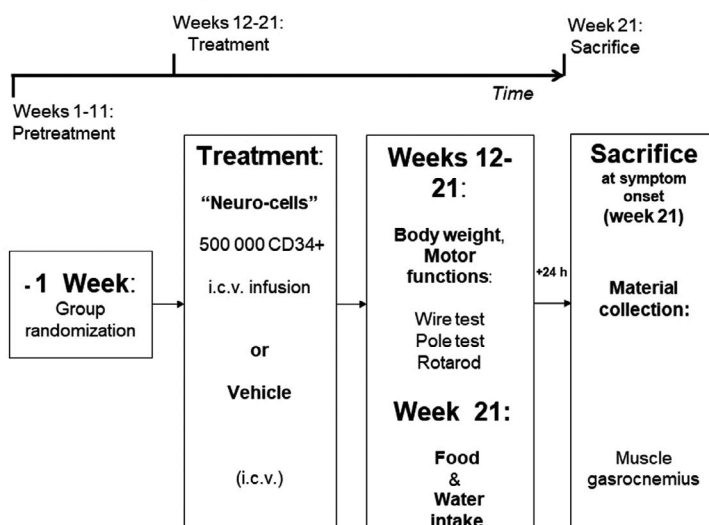 Weeks 12-21:
Treatment
Week 21:
Sacrifice
Time
Weeks 1-11:
Pretreatment
- 1 Week:
Group
randomization
Treatment:
“Neuro-cells”
500 000 CD34+
i.c.v. infusion
or
Vehicle
(i.c.v.)
Weeks 12-
21:
Body weight,
Motor
functions:
Wire test
Pole test
Rotarod
Week 21:
Food
&
Water
intake
+24 h
Sacrifice
at symptom
onset
(week 21)
Material
collection:
Muscle
gasrocnemius